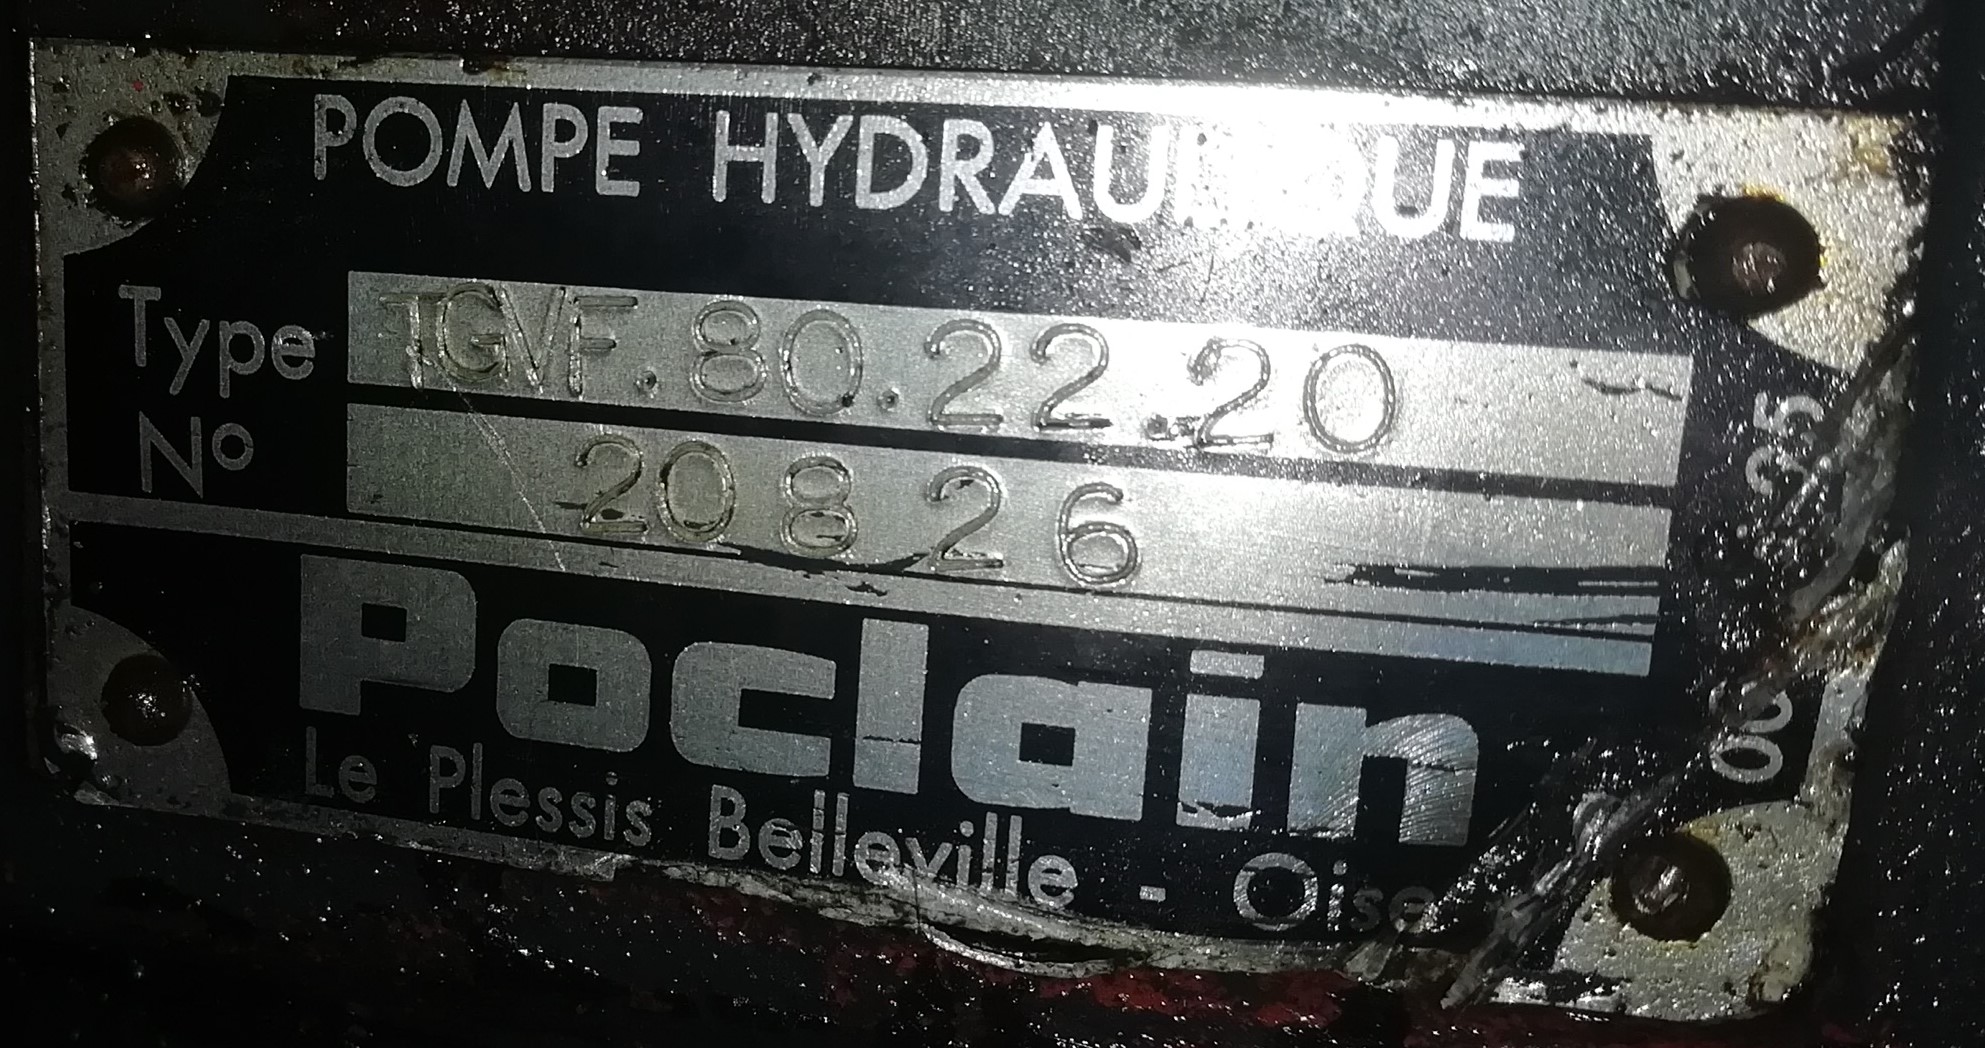 POMPE HYDRAULIQUE
Type TGVF.80.22.20
No 20826
Poclain
Le Plessis Belleville - Oise